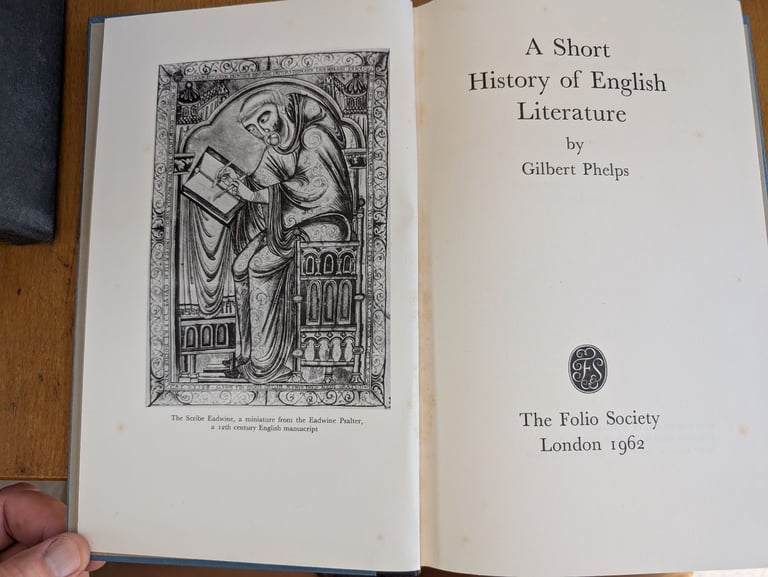 The Scribe Eadwine, a miniature from the Eadwine Psalter,
a 12th century English manuscript
A Short
History of English
Literature
by
Gilbert Phelps
FS
The Folio Society
London 1962